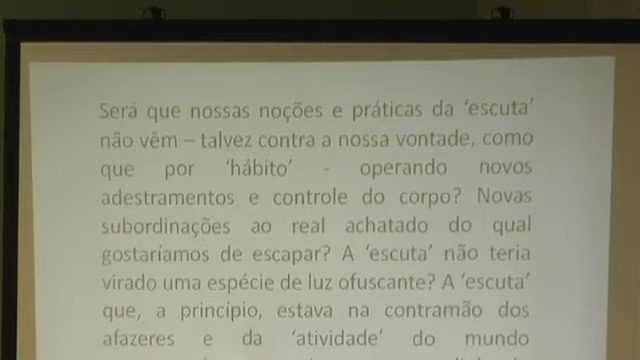 Será que nossas noções e práticas da ‘escuta’
não vêm – talvez contra a nossa vontade, como
que por ‘hábito’ - operando novos
adestramentos e controle do corpo? Novas
subordinações ao real achatado do qual
gostaríamos de escapar? A ‘escuta’ não teria
virado uma espécie de luz ofuscante? A ‘escuta’
que, a princípio, estava na contramão dos
afazeres e da ‘atividade’ do mundo